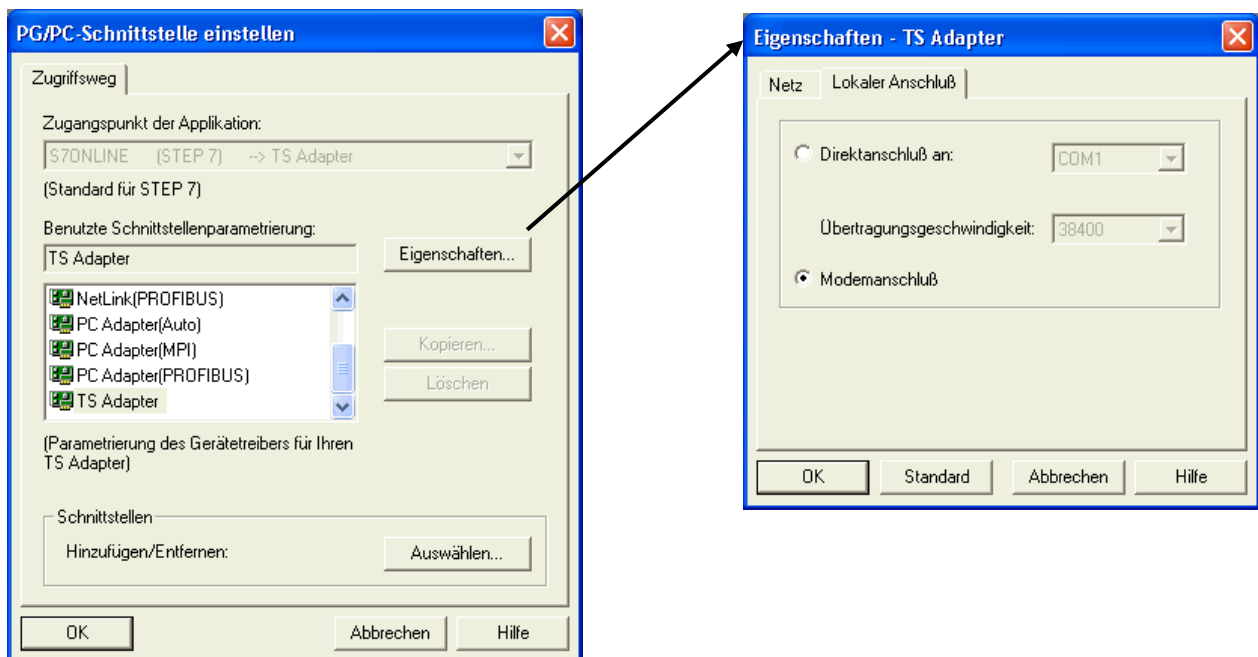 PG/PC-Schnittstelle einstellen
Zugriffsweg
Zugangspunkt der Applikation:
S7ONLINE (STEP 7) --> TS Adapter
(Standard für STEP 7)
Benutzte Schnittstellenparametrierung:
TS Adapter
Eigenschaften...
NetLink(PROFIBUS)
PC Adapter(Auto)
PC Adapter(MPI)
PC Adapter(PROFIBUS)
TS Adapter
Kopieren...
Löschen
(Parametrierung des Gerätetreibers für Ihren
TS Adapter)
Schnittstellen
Hinzufügen/Entfernen:
Auswählen...
OK
Abbrechen
Hilfe
Eigenschaften - TS Adapter
Netz
Lokaler Anschluß
Direktanschluß an:
COM1
Übertragungsgeschwindigkeit:
38400
Modemanschluß
OK
Standard
Abbrechen
Hilfe